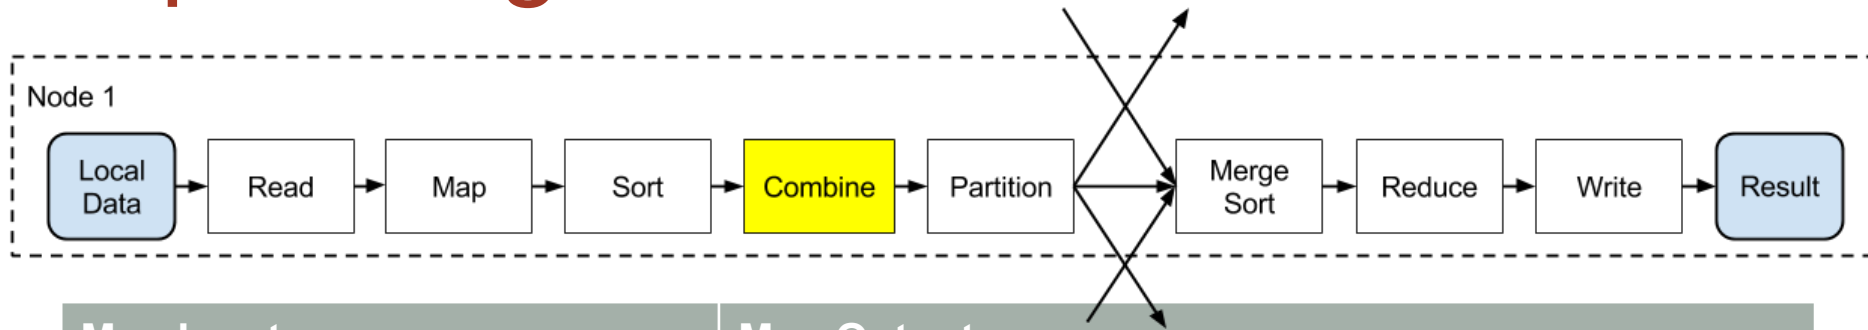 Node 1
Local
Data
Read
Map
Sort
Combine
Partition
Merge
Sort
Reduce
Write
Result